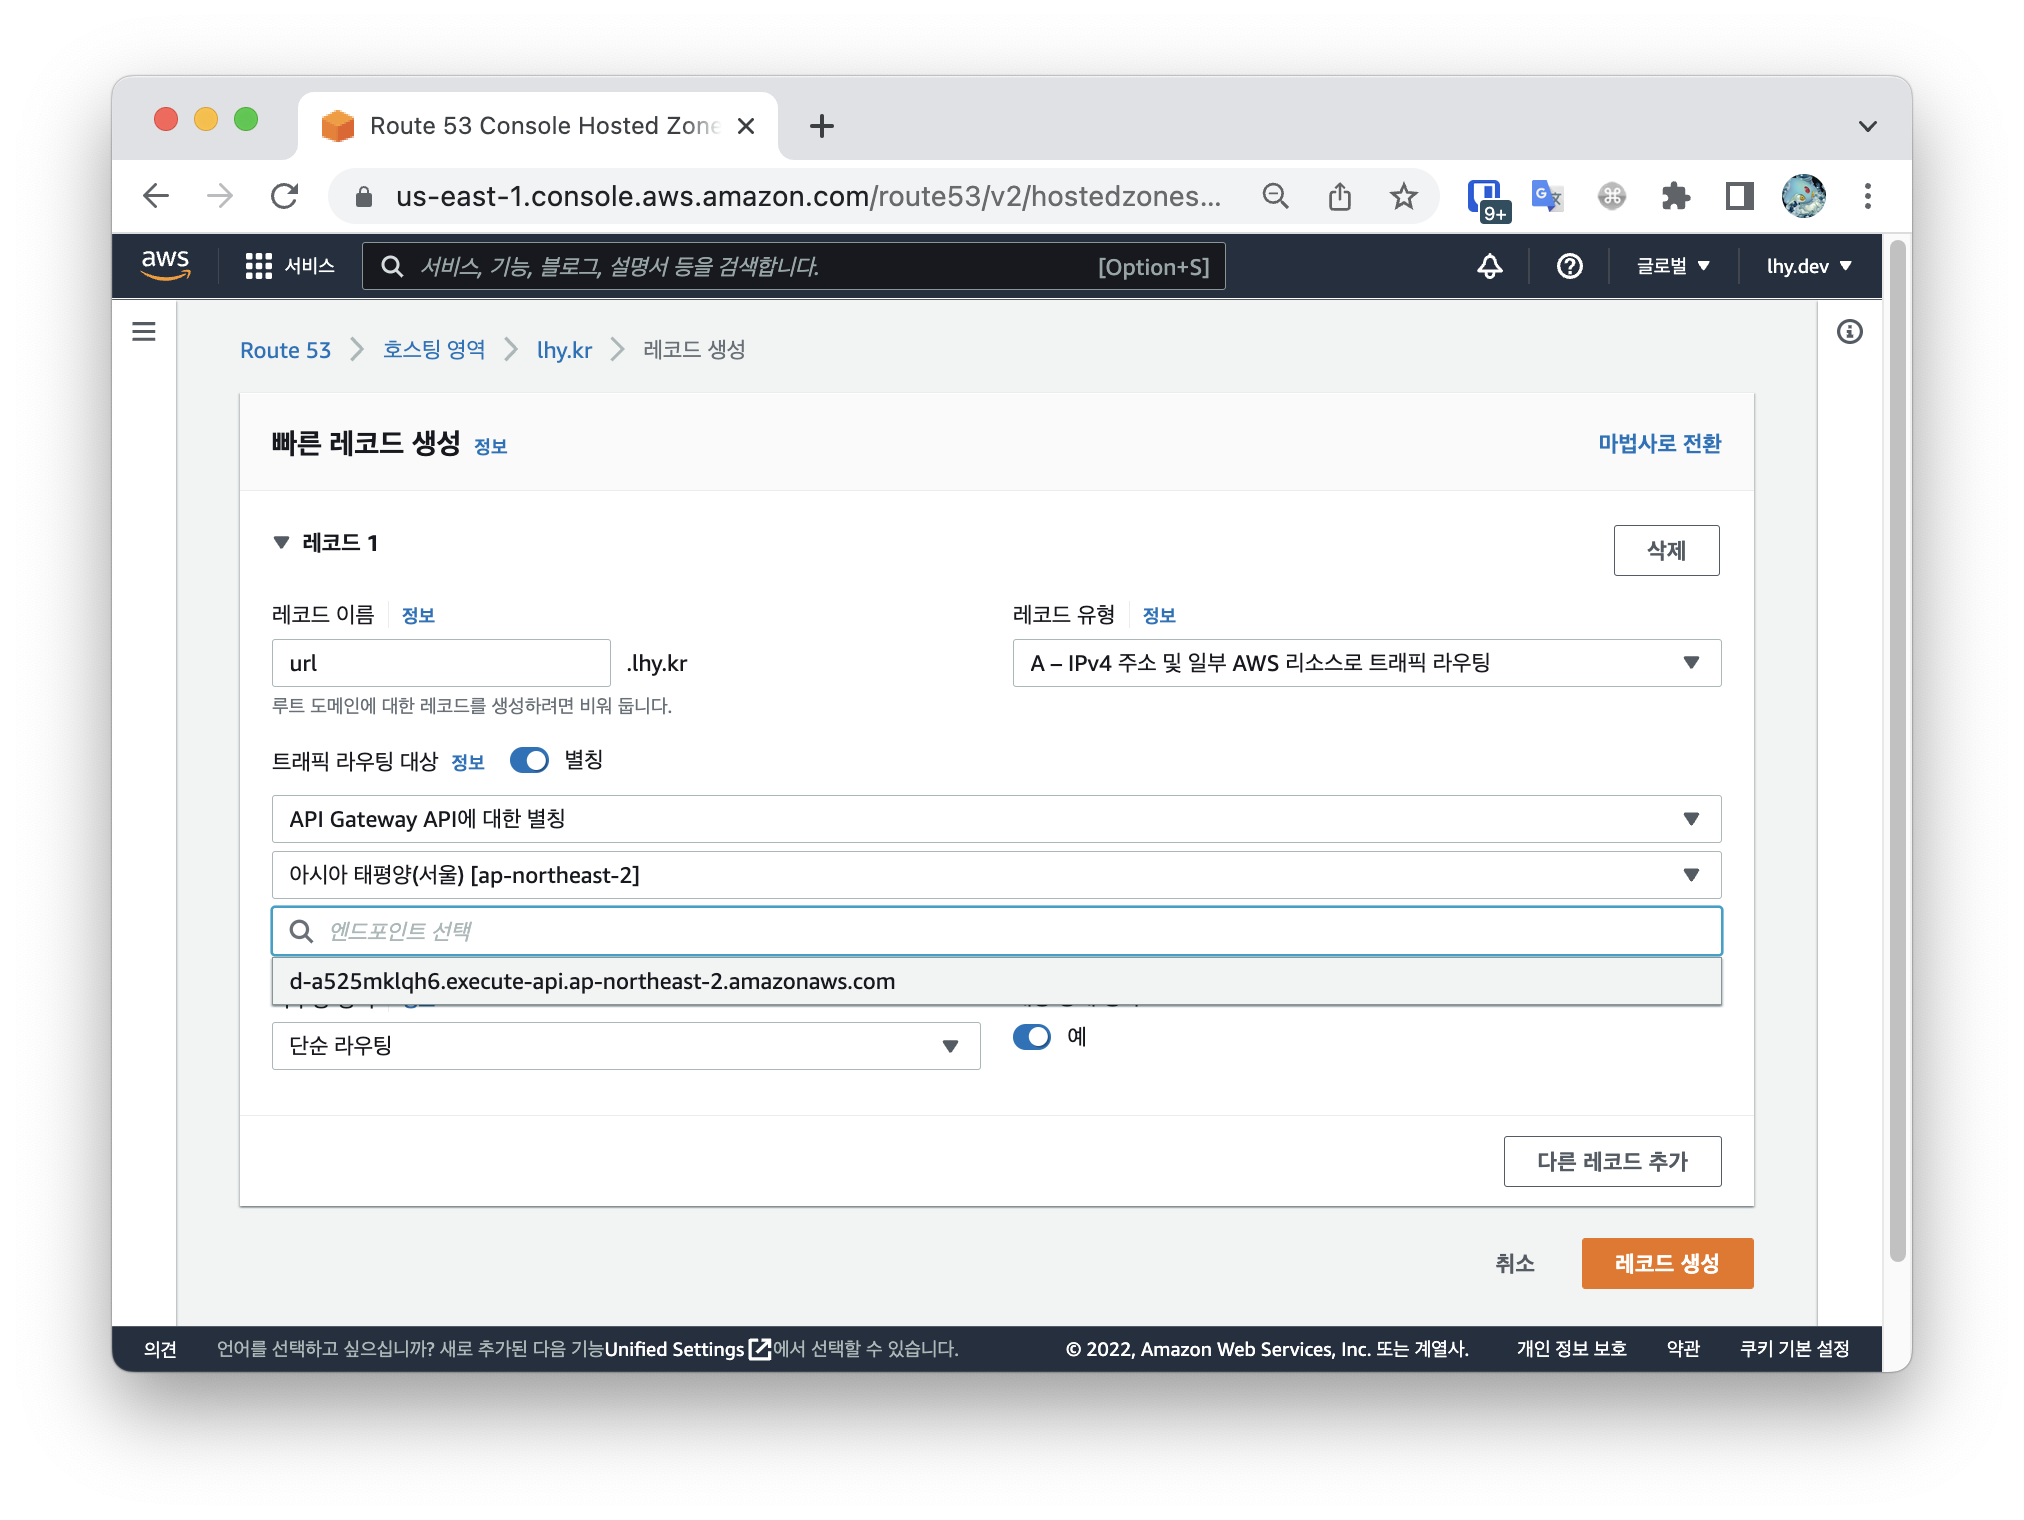 Route 53 Console Hosted Zone
us-east-1.console.aws.amazon.com/route53/v2/hostedzones...
9+
aws
서비스
서비스, 기능, 블로그, 설명서 등을 검색합니다.
[Option+S]
글로벌
lhy.dev
Route 53
호스팅 영역
lhy.kr
레코드 생성
빠른 레코드 생성 정보
마법사로 전환
레코드 1
삭제
레코드 이름 정보
레코드 유형 정보
url
.lhy.kr
A – IPv4 주소 및 일부 AWS 리소스로 트래픽 라우팅
루트 도메인에 대한 레코드를 생성하려면 비워 둡니다.
트래픽 라우팅 대상 정보
별칭
API Gateway API에 대한 별칭
아시아 태평양(서울) [ap-northeast-2]
엔드포인트 선택
d-a525mklqh6.execute-api.ap-northeast-2.amazonaws.com
단순 라우팅
예
다른 레코드 추가
취소
레코드 생성
의견
언어를 선택하고 싶으십니까? 새로 추가된 다음 기능Unified Settings에서 선택할 수 있습니다.
© 2022, Amazon Web Services, Inc. 또는 계열사.
개인 정보 보호
약관
쿠키 기본 설정